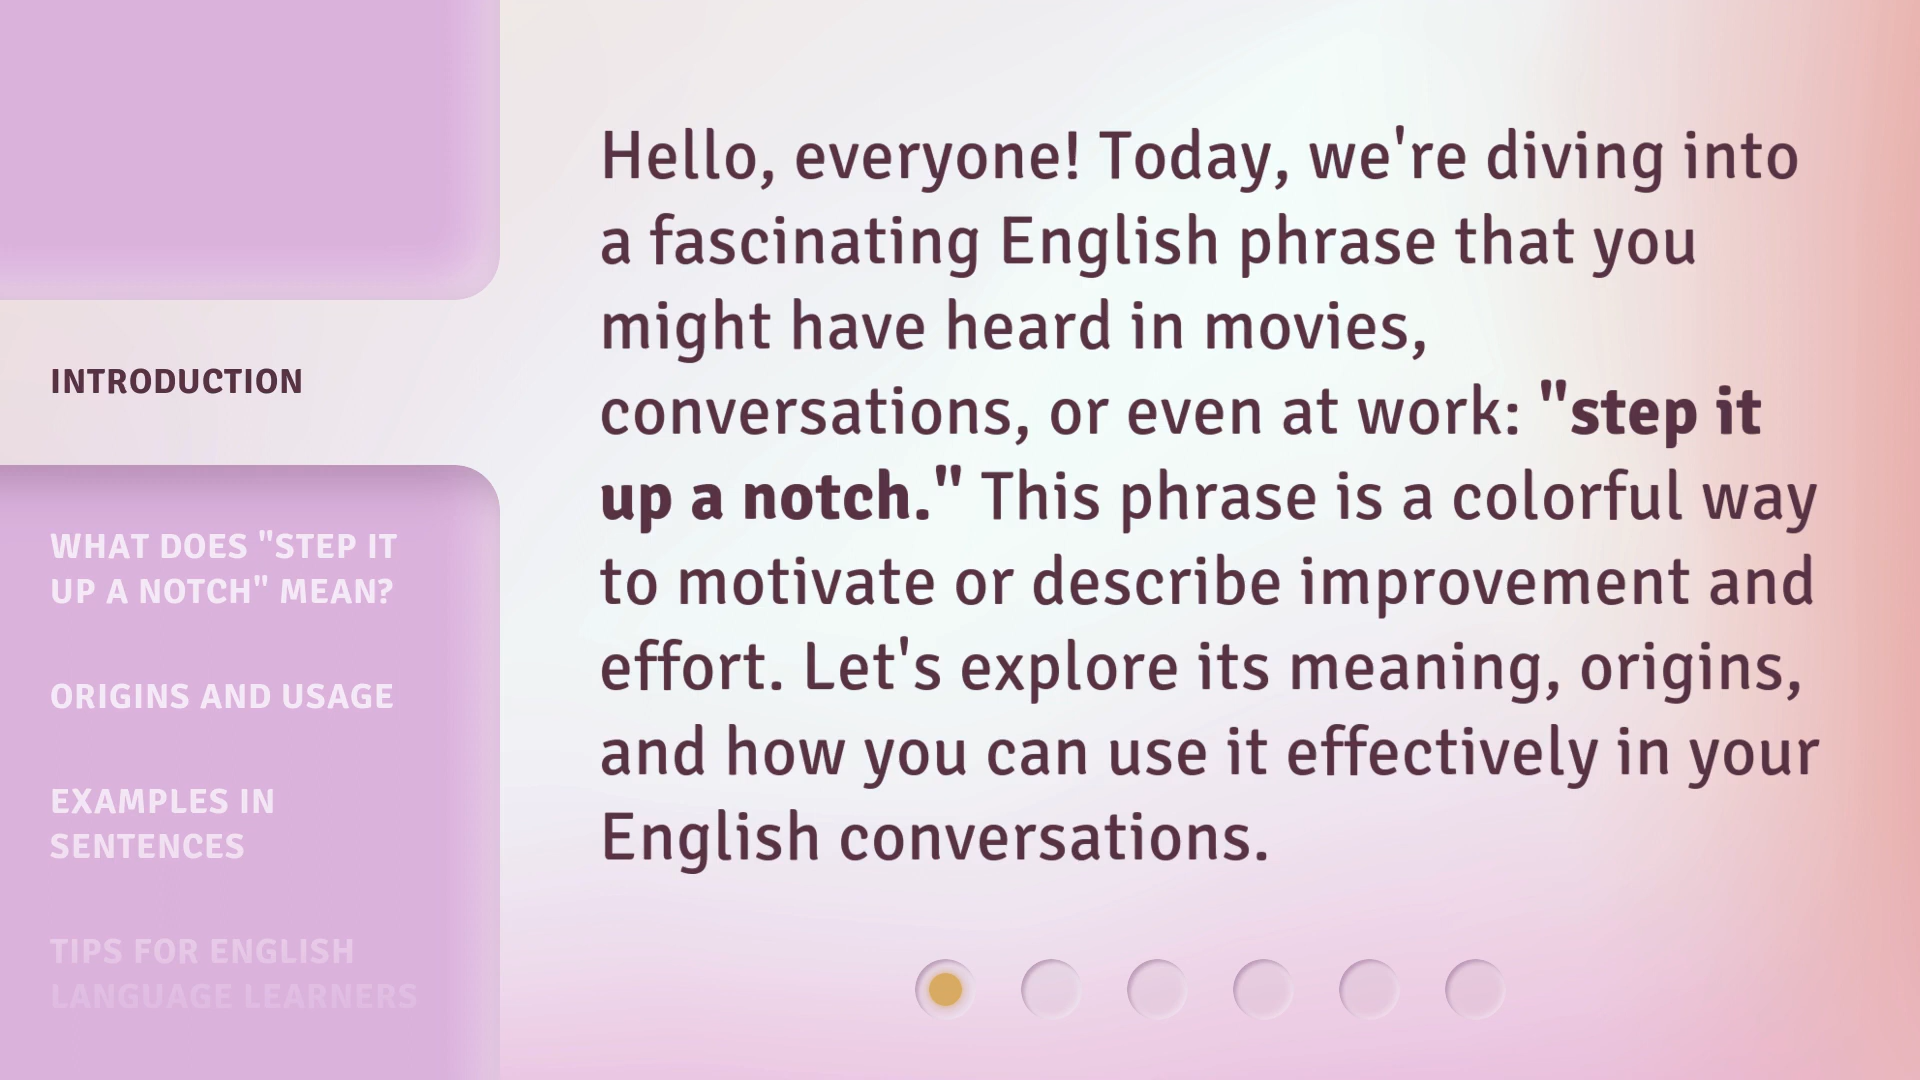 INTRODUCTION
WHAT DOES "STEP IT
UP A NOTCH" MEAN?
ORIGINS AND USAGE
EXAMPLES IN
SENTENCES
TIPS FOR ENGLISH
LANGUAGE LEARNERS
Hello, everyone! Today, we're diving into
a fascinating English phrase that you
might have heard in movies,
conversations, or even at work: "step it
up a notch." This phrase is a colorful way
to motivate or describe improvement and
effort. Let's explore its meaning, origins,
and how you can use it effectively in your
English conversations.